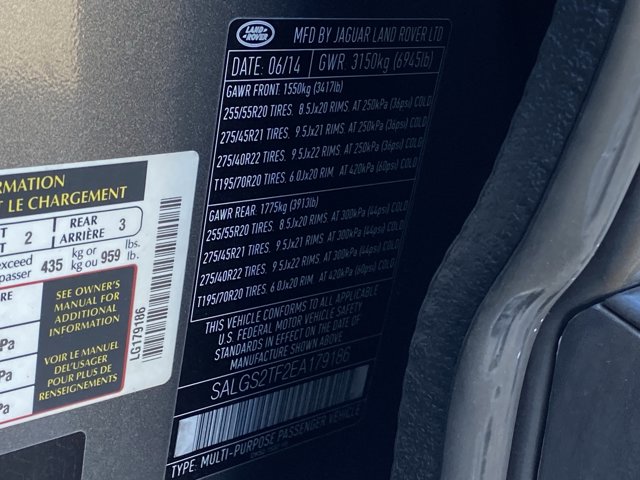 LAND
ROVER
MFD BY JAGUAR LAND ROVER LTD
DATE: 06/14 GWR 3150kg (6945lb)
GAWR FRONT: 1550kg (3417lb)
255/55R20 TIRES. 8.5Jx20 RIMS. AT 250kPa (36psi) COLD
275/45R21 TIRES. 9.5Jx21 RIMS. AT 250kPa (36psi) COLD
275/40R22 TIRES. 9.5Jx22 RIMS. AT 250kPa (36psi) COLD
T195/70R20 TIRES. 6.0Jx20 RIM. AT 420kPa (60psi) COLD
GAWR REAR: 1775kg (3913lb)
255/55R20 TIRES. 8.5Jx20 RIMS. AT 300kPa (44psi) COLD
275/45R21 TIRES. 9.5Jx21 RIMS. AT 300kPa (44psi) COLD
275/40R22 TIRES. 9.5Jx22 RIMS. AT 300kPa (44psi) COLD
T195/70R20 TIRES. 6.0Jx20 RIM. AT 420kPa (60psi) COLD
THIS VEHICLE CONFORMS TO ALL APPLICABLE
U.S. FEDERAL MOTOR VEHICLE SAFETY
STANDARDS IN EFFECT ON THE DATE OF
MANUFACTURE SHOWN ABOVE.
SALGS2TF2EA179186
TYPE: MULTI-PURPOSE PASSENGER VEHICLE
RMATION
T LE CHARGEMENT
T 2 REAR 3
ARRIÈRE
exceed 435 kg or 959 lbs.
passer kg ou lb.
RE
SEE OWNER'S
MANUAL FOR
ADDITIONAL
INFORMATION
Pa
VOIR LE MANUEL
DE L'USAGER
POUR PLUS DE
RENSEIGNEMENTS
Pa
Pa
LG179186